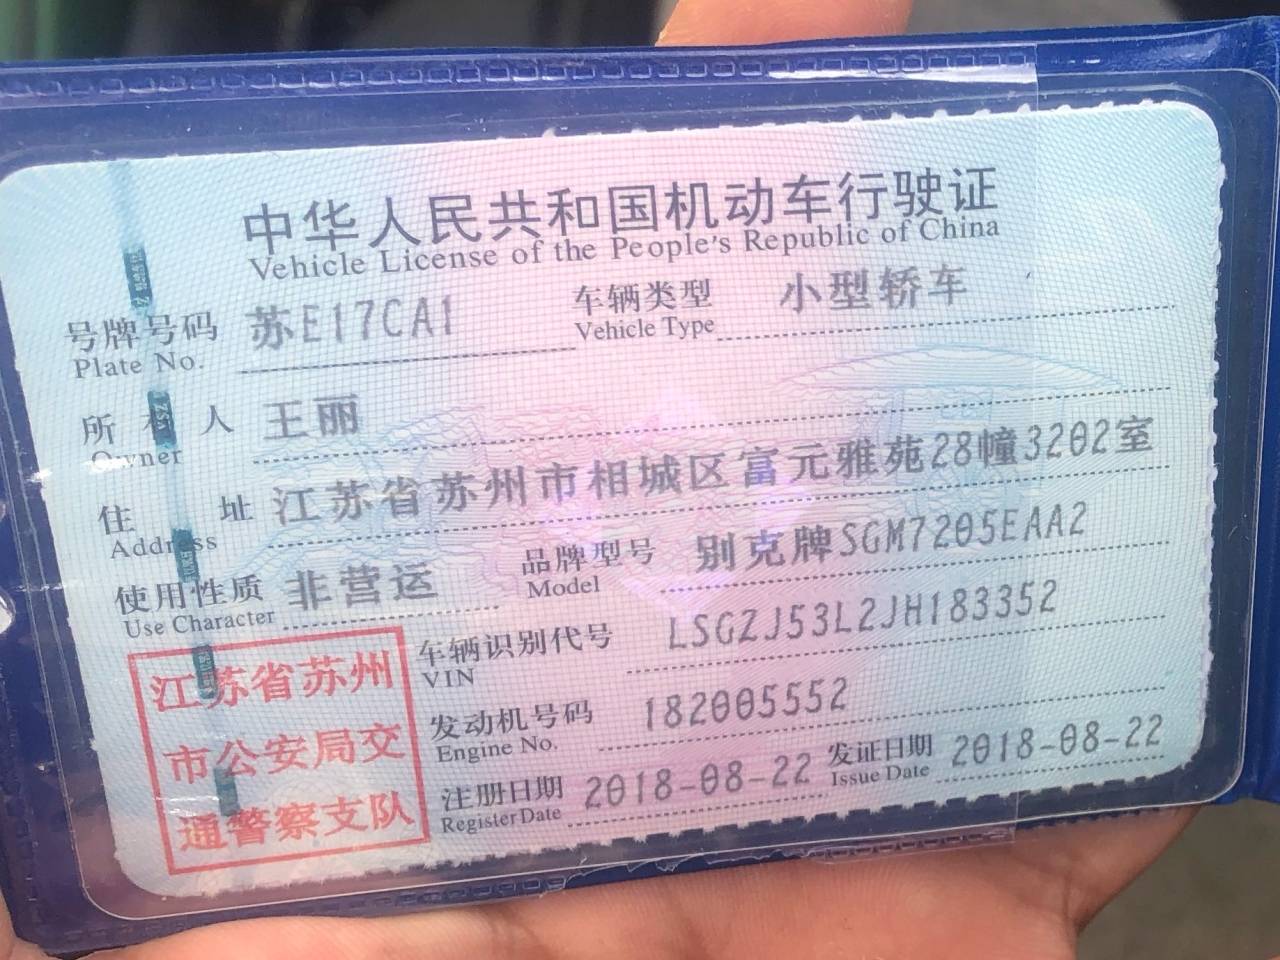 中华人民共和国机动车行驶证
Vehicle License of the People's Republic of China
号牌号码 苏E17CA1 车辆类型 小型轿车
Plate No. Vehicle Type
所有人 王丽
Owner
住址 江苏省苏州市相城区富元雅苑28幢3202室
Address
使用性质 非营运 品牌型号 别克牌SGM7205EAA2
Use Character Model
江苏省苏州
市公安局交
通警察支队
车辆识别代号 LSGZJ53L2JH183352
VIN
发动机号码 182005552
Engine No.
注册日期 2018-08-22 发证日期 2018-08-22
Register Date Issue Date